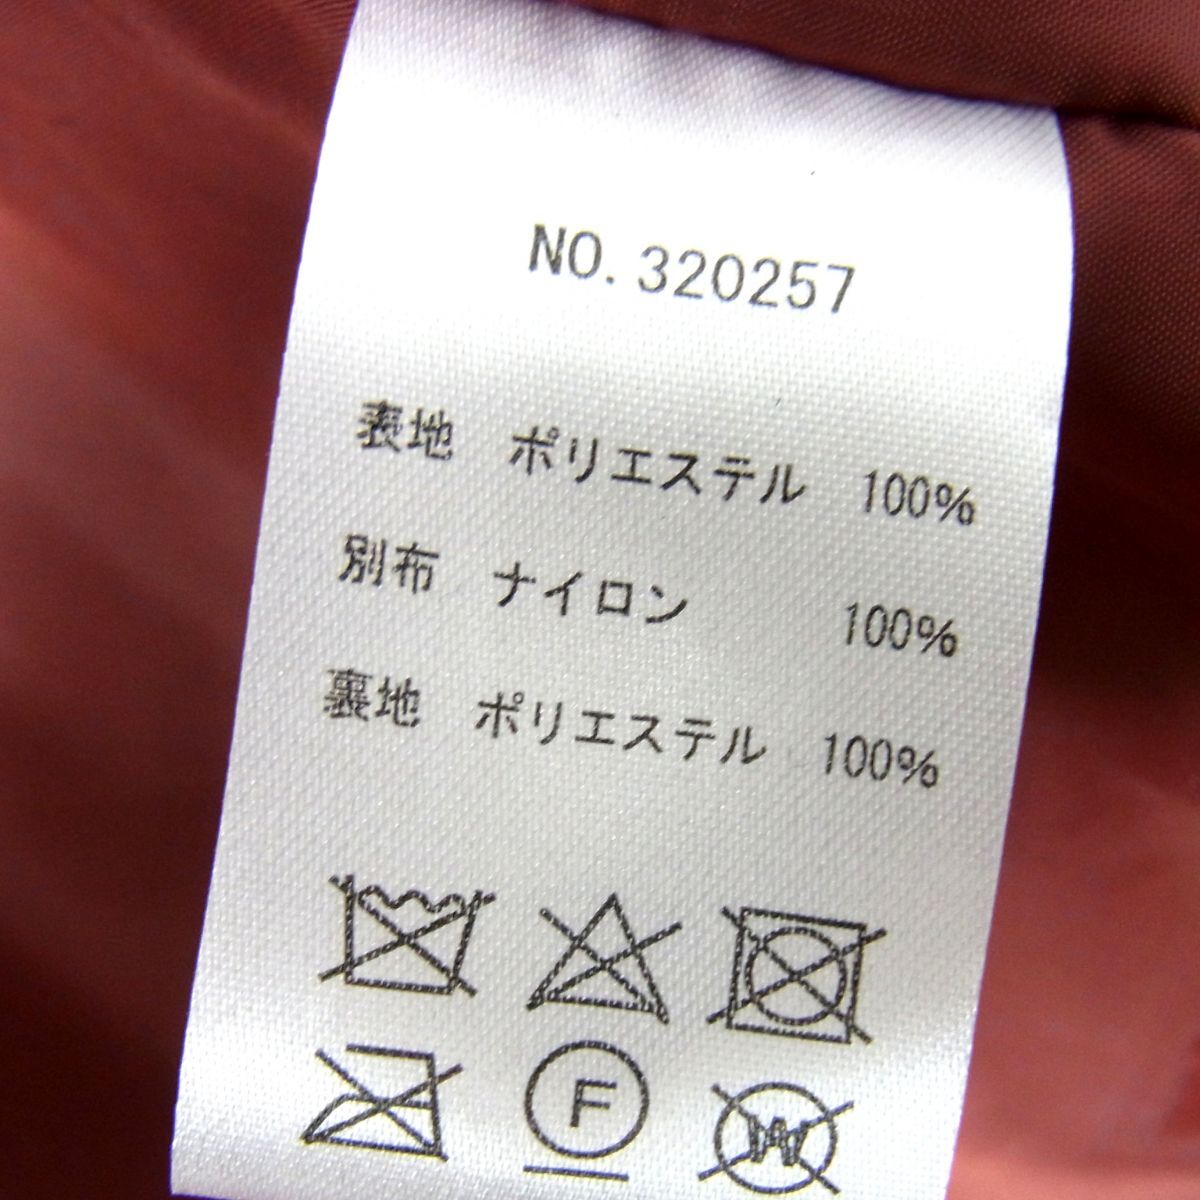 NO.320257
表地 ポリエステル 100%
別布 ナイロン 100%
裏地 ポリエステル 100%
F W